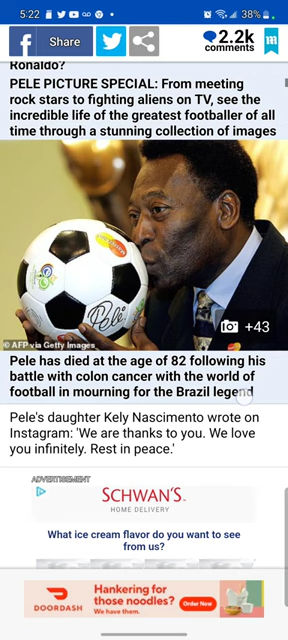 5:22
38%
f Share
2.2k
comments
m
Ronaldo?
PELE PICTURE SPECIAL: From meeting
rock stars to fighting aliens on TV, see the
incredible life of the greatest footballer of all
time through a stunning collection of images
Pelé
+43
© AFP via Getty Images
Pele has died at the age of 82 following his
battle with colon cancer with the world of
football in mourning for the Brazil legend
Pele's daughter Kely Nascimento wrote on
Instagram: 'We are thanks to you. We love
you infinitely. Rest in peace.'
ADVERTISEMENT
SCHWAN'S
HOME DELIVERY
What ice cream flavor do you want to see
from us?
Hankering for
those noodles?
We have them.
Order Now
DOORDASH